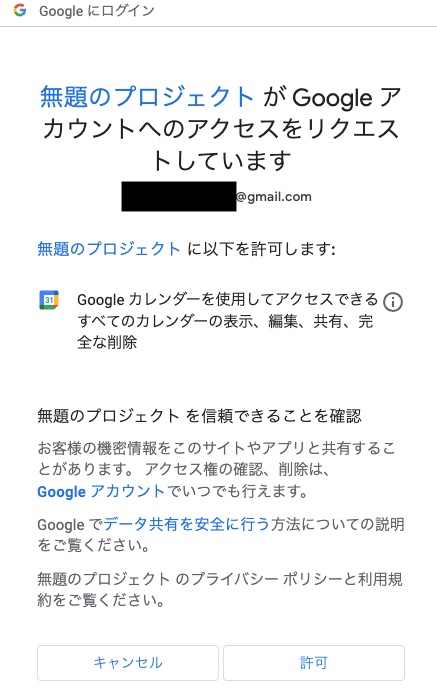 Google にログイン
無題のプロジェクト が Google ア
カウントへのアクセスをリクエス
トしています
@gmail.com
無題のプロジェクト に以下を許可します:
31
Google カレンダーを使用してアクセスできる
すべてのカレンダーの表示、編集、共有、完
全な削除
無題のプロジェクト を信頼できることを確認
お客様の機密情報をこのサイトやアプリと共有するこ
とがあります。 アクセス権の確認、削除は、
Google アカウントでいつでも行えます。
Google でデータ共有を安全に行う方法についての説明
をご覧ください。
無題のプロジェクト のプライバシー ポリシーと利用規
約をご覧ください。
キャンセル
許可